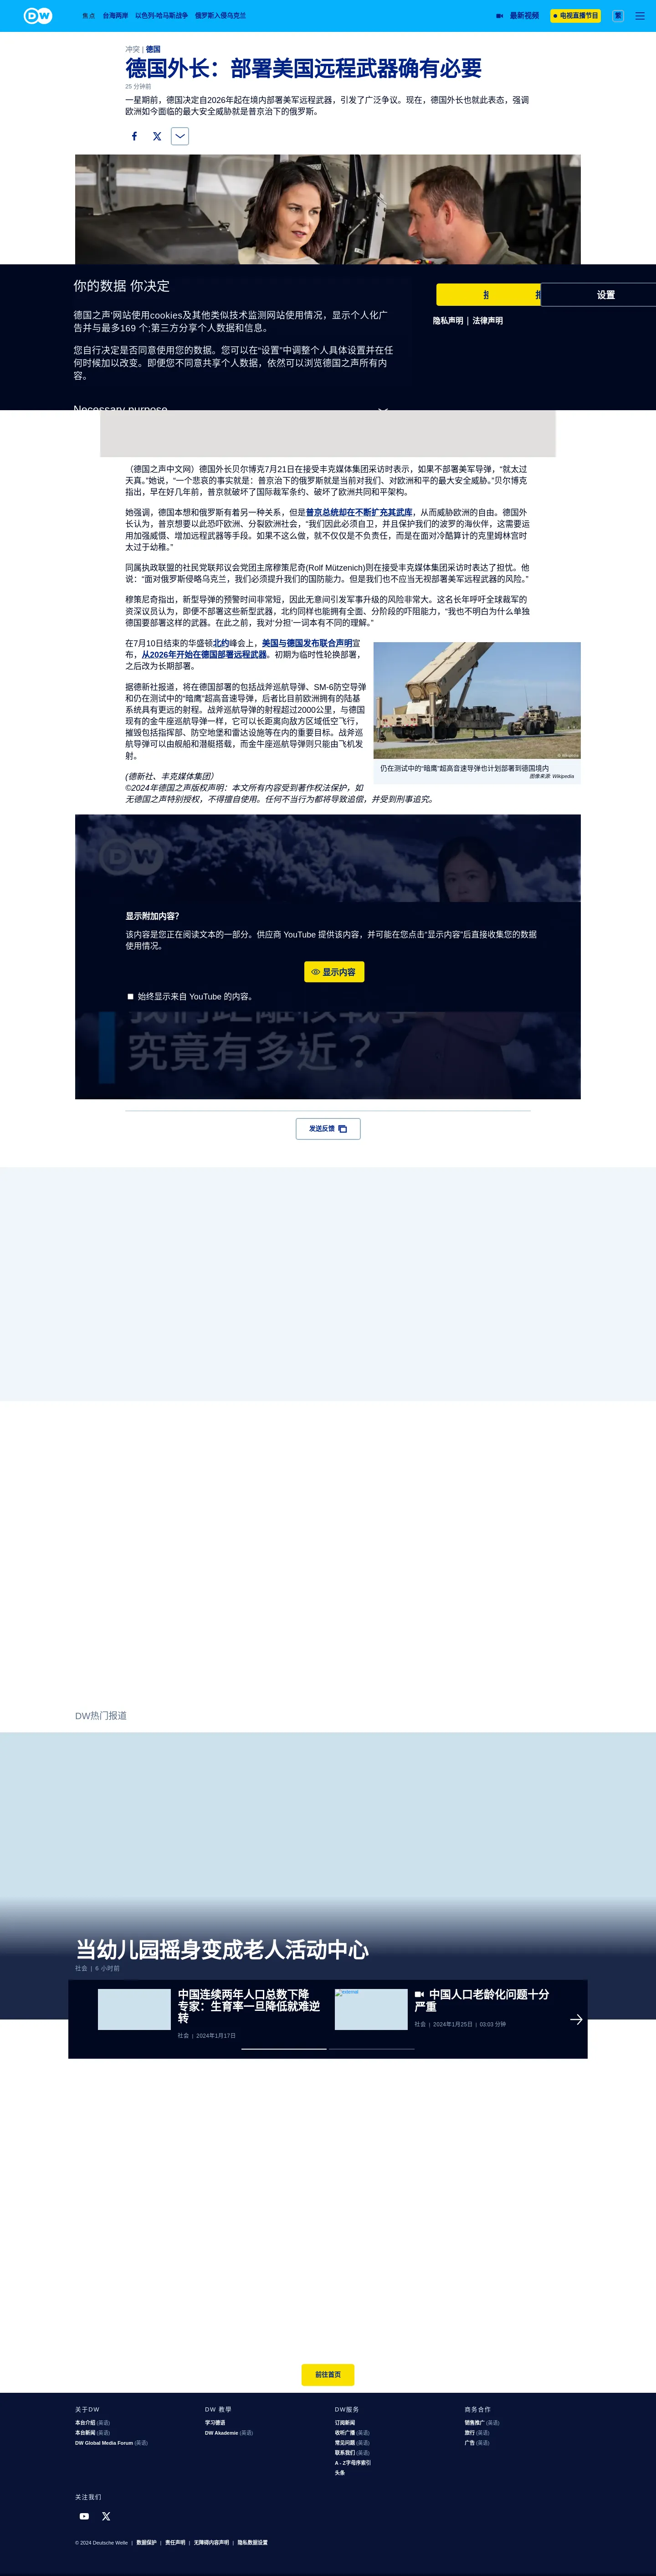 DW
焦点 台海两岸 以色列-哈马斯战争 俄罗斯入侵乌克兰
最新视频 电视直播节目 繁
冲突 | 德国
德国外长：部署美国远程武器确有必要
25 分钟前
一星期前，德国决定自2026年起在境内部署美军远程武器，引发了广泛争议。现在，德国外长也就此表态，强调
欧洲如今面临的最大安全威胁就是普京治下的俄罗斯。
你的数据 你决定
德国之声'网站使用cookies及其他类似技术监测网站使用情况，显示个人化广
告并与最多169 个;第三方分享个人数据和信息。
您自行决定是否同意使用您的数据。您可以在“设置”中调整个人具体设置并在任
何时候加以改变。即便您不同意共享个人数据，依然可以浏览德国之声所有内
容。
Necessary purpose
设置
隐私声明 | 法律声明
（德国之声中文网）德国外长贝尔博克7月21日在接受丰克媒体集团采访时表示，如果不部署美军导弹，“就太过
天真。”她说，“一个悲哀的事实就是：普京治下的俄罗斯就是当前对我们、对欧洲和平的最大安全威胁。”贝尔博克
指出，早在好几年前，普京就破坏了国际裁军条约、破坏了欧洲共同和平架构。
她强调，德国本想和俄罗斯有着另一种关系，但是普京总统却在不断扩充其武库，从而威胁欧洲的自由。德国外
长认为，普京想要以此恐吓欧洲、分裂欧洲社会，“我们因此必须自卫，并且保护我们的波罗的海伙伴，这需要运
用加强威慑、增加远程武器等手段。如果不这么做，就不仅仅是不负责任，而是在面对冷酷算计的克里姆林宫时
太过于幼稚。”
同属执政联盟的社民党联邦议会党团主席穆策尼奇(Rolf Mützenich)则在接受丰克媒体集团采访时表达了担忧。他
说：“面对俄罗斯侵略乌克兰，我们必须提升我们的国防能力。但是我们也不应当无视部署美军远程武器的风险。”
穆策尼奇指出，新型导弹的预警时间非常短，因此无意间引发军事升级的风险非常大。这名长年呼吁全球裁军的
资深议员认为，即便不部署这些新型武器，北约同样也能拥有全面、分阶段的吓阻能力，“我也不明白为什么单独
德国要部署这样的武器。在此之前，我对‘分担’一词本有不同的理解。”
在7月10日结束的华盛顿北约峰会上，美国与德国发布联合声明宣
布，从2026年开始在德国部署远程武器。初期为临时性轮换部署，
之后改为长期部署。
据德新社报道，将在德国部署的包括战斧巡航导弹、SM-6防空导弹
和仍在测试中的“暗鹰”超高音速导弹，后者比目前欧洲拥有的陆基
系统具有更远的射程。战斧巡航导弹的射程超过2000公里，与德国
现有的金牛座巡航导弹一样，它可以长距离向敌方区域低空飞行，
摧毁包括指挥部、防空地堡和雷达设施等在内的重要目标。战斧巡
航导弹可以由舰船和潜艇搭载，而金牛座巡航导弹则只能由飞机发
射。
仍在测试中的“暗鹰”超高音速导弹也计划部署到德国境内
图像来源: Wikipedia
(德新社、丰克媒体集团）
©2024年德国之声版权声明：本文所有内容受到著作权法保护，如
无德国之声特别授权，不得擅自使用。任何不当行为都将导致追偿，并受到刑事追究。
DW
显示附加内容?
该内容是您正在阅读文本的一部分。供应商 YouTube 提供该内容，并可能在您点击“显示内容”后直接收集您的数据
使用情况。
显示内容
始终显示来自 YouTube 的内容。
究竟有多近？
发送反馈
DW热门报道
当幼儿园摇身变成老人活动中心
社会 | 6 小时前
中国连续两年人口总数下降
专家：生育率一旦降低就难逆
转
社会 | 2024年1月17日
中国人口老龄化问题十分
严重
社会 | 2024年1月25日 | 03:03 分钟
前往首页
关于DW
本台介绍 (英语)
本台新闻 (英语)
DW Global Media Forum (英语)
DW 教學
学习德语
DW Akademie (英语)
DW服务
订阅新闻
收听广播 (英语)
常见问题 (英语)
联系我们 (英语)
A - Z字母序索引
头条
商务合作
销售推广 (英语)
旅行 (英语)
广告 (英语)
关注我们
© 2024 Deutsche Welle | 数据保护 | 责任声明 | 无障碍内容声明 | 隐私数据设置